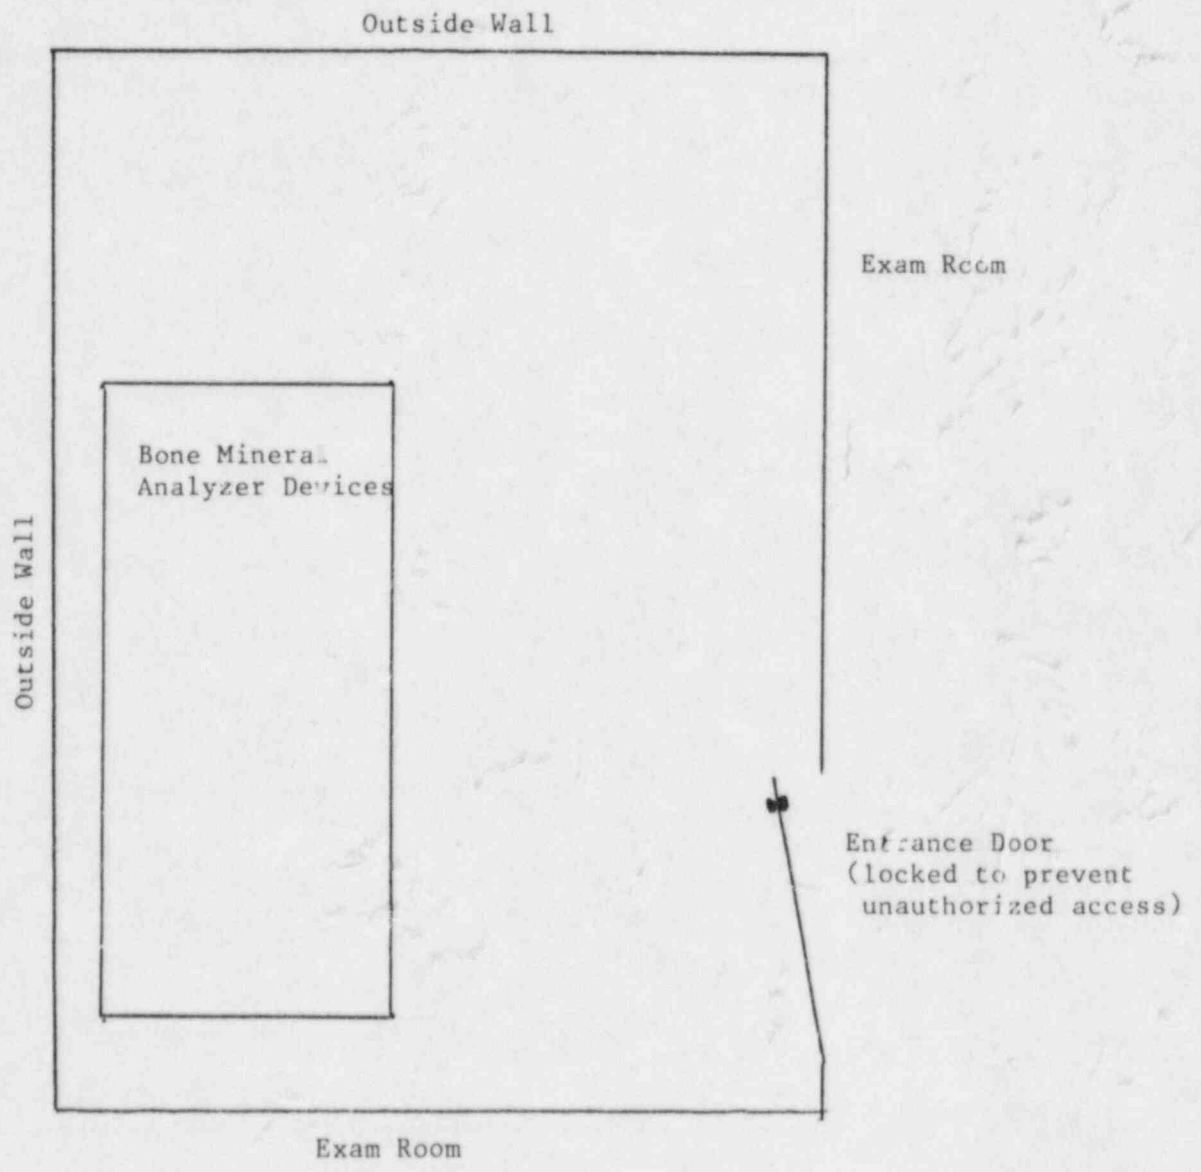 Outside Wall
Exam Room
Bone Mineral
Analyzer Devices
Outside Wall
Entrance Door
(locked to prevent
unauthorized access)
Exam Room